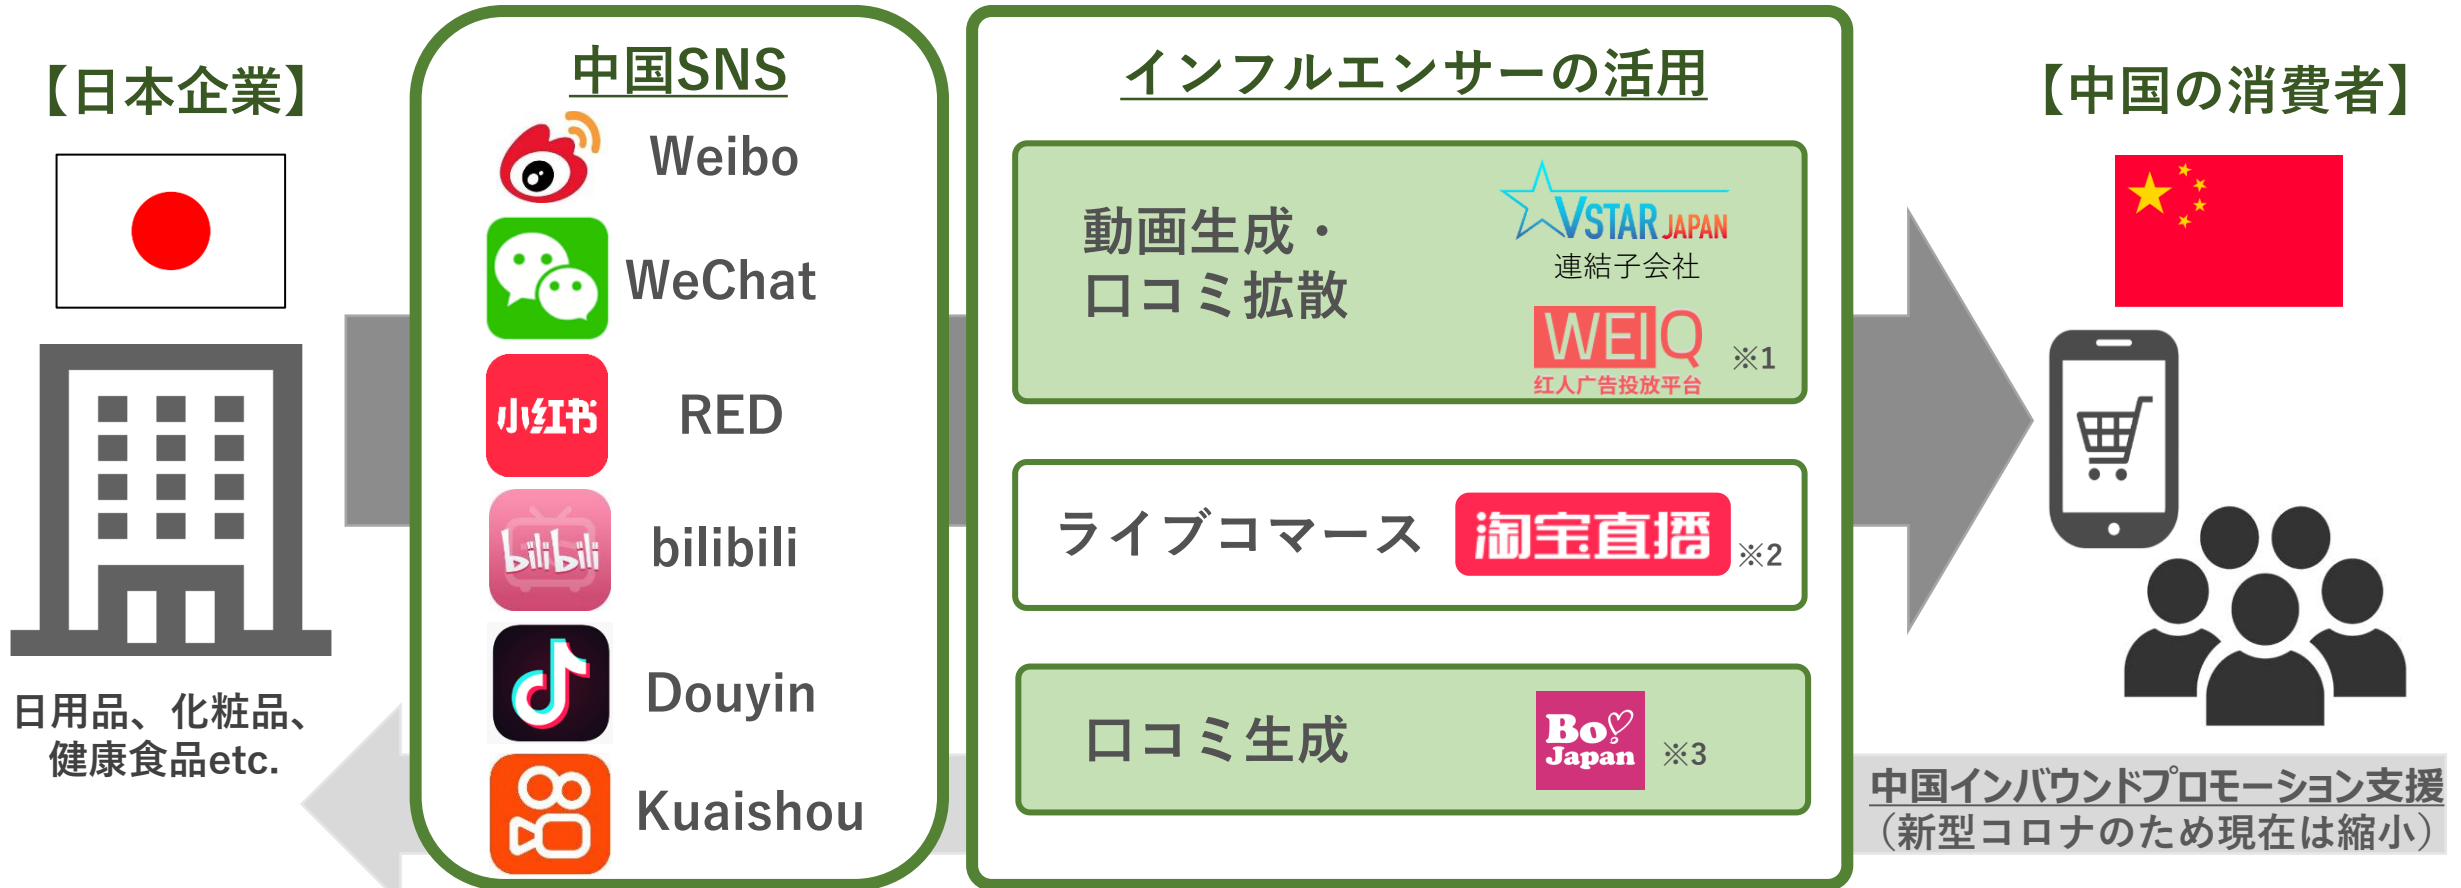 【日本企業】
日用品、化粧品、
健康食品etc.
中国SNS
Weibo
WeChat
小红书
RED
bilibili
bilibili
Douyin
Kuaishou
インフルエンサーの活用
動画生成・
口コミ拡散
VSTAR JAPAN
連結子会社
WEIQ
红人广告投放平台
※1
ライブコマース
淘宝直播
※2
口コミ生成
Bo
Japan
※3
【中国の消費者】
中国インバウンドプロモーション支援
（新型コロナのため現在は縮小）